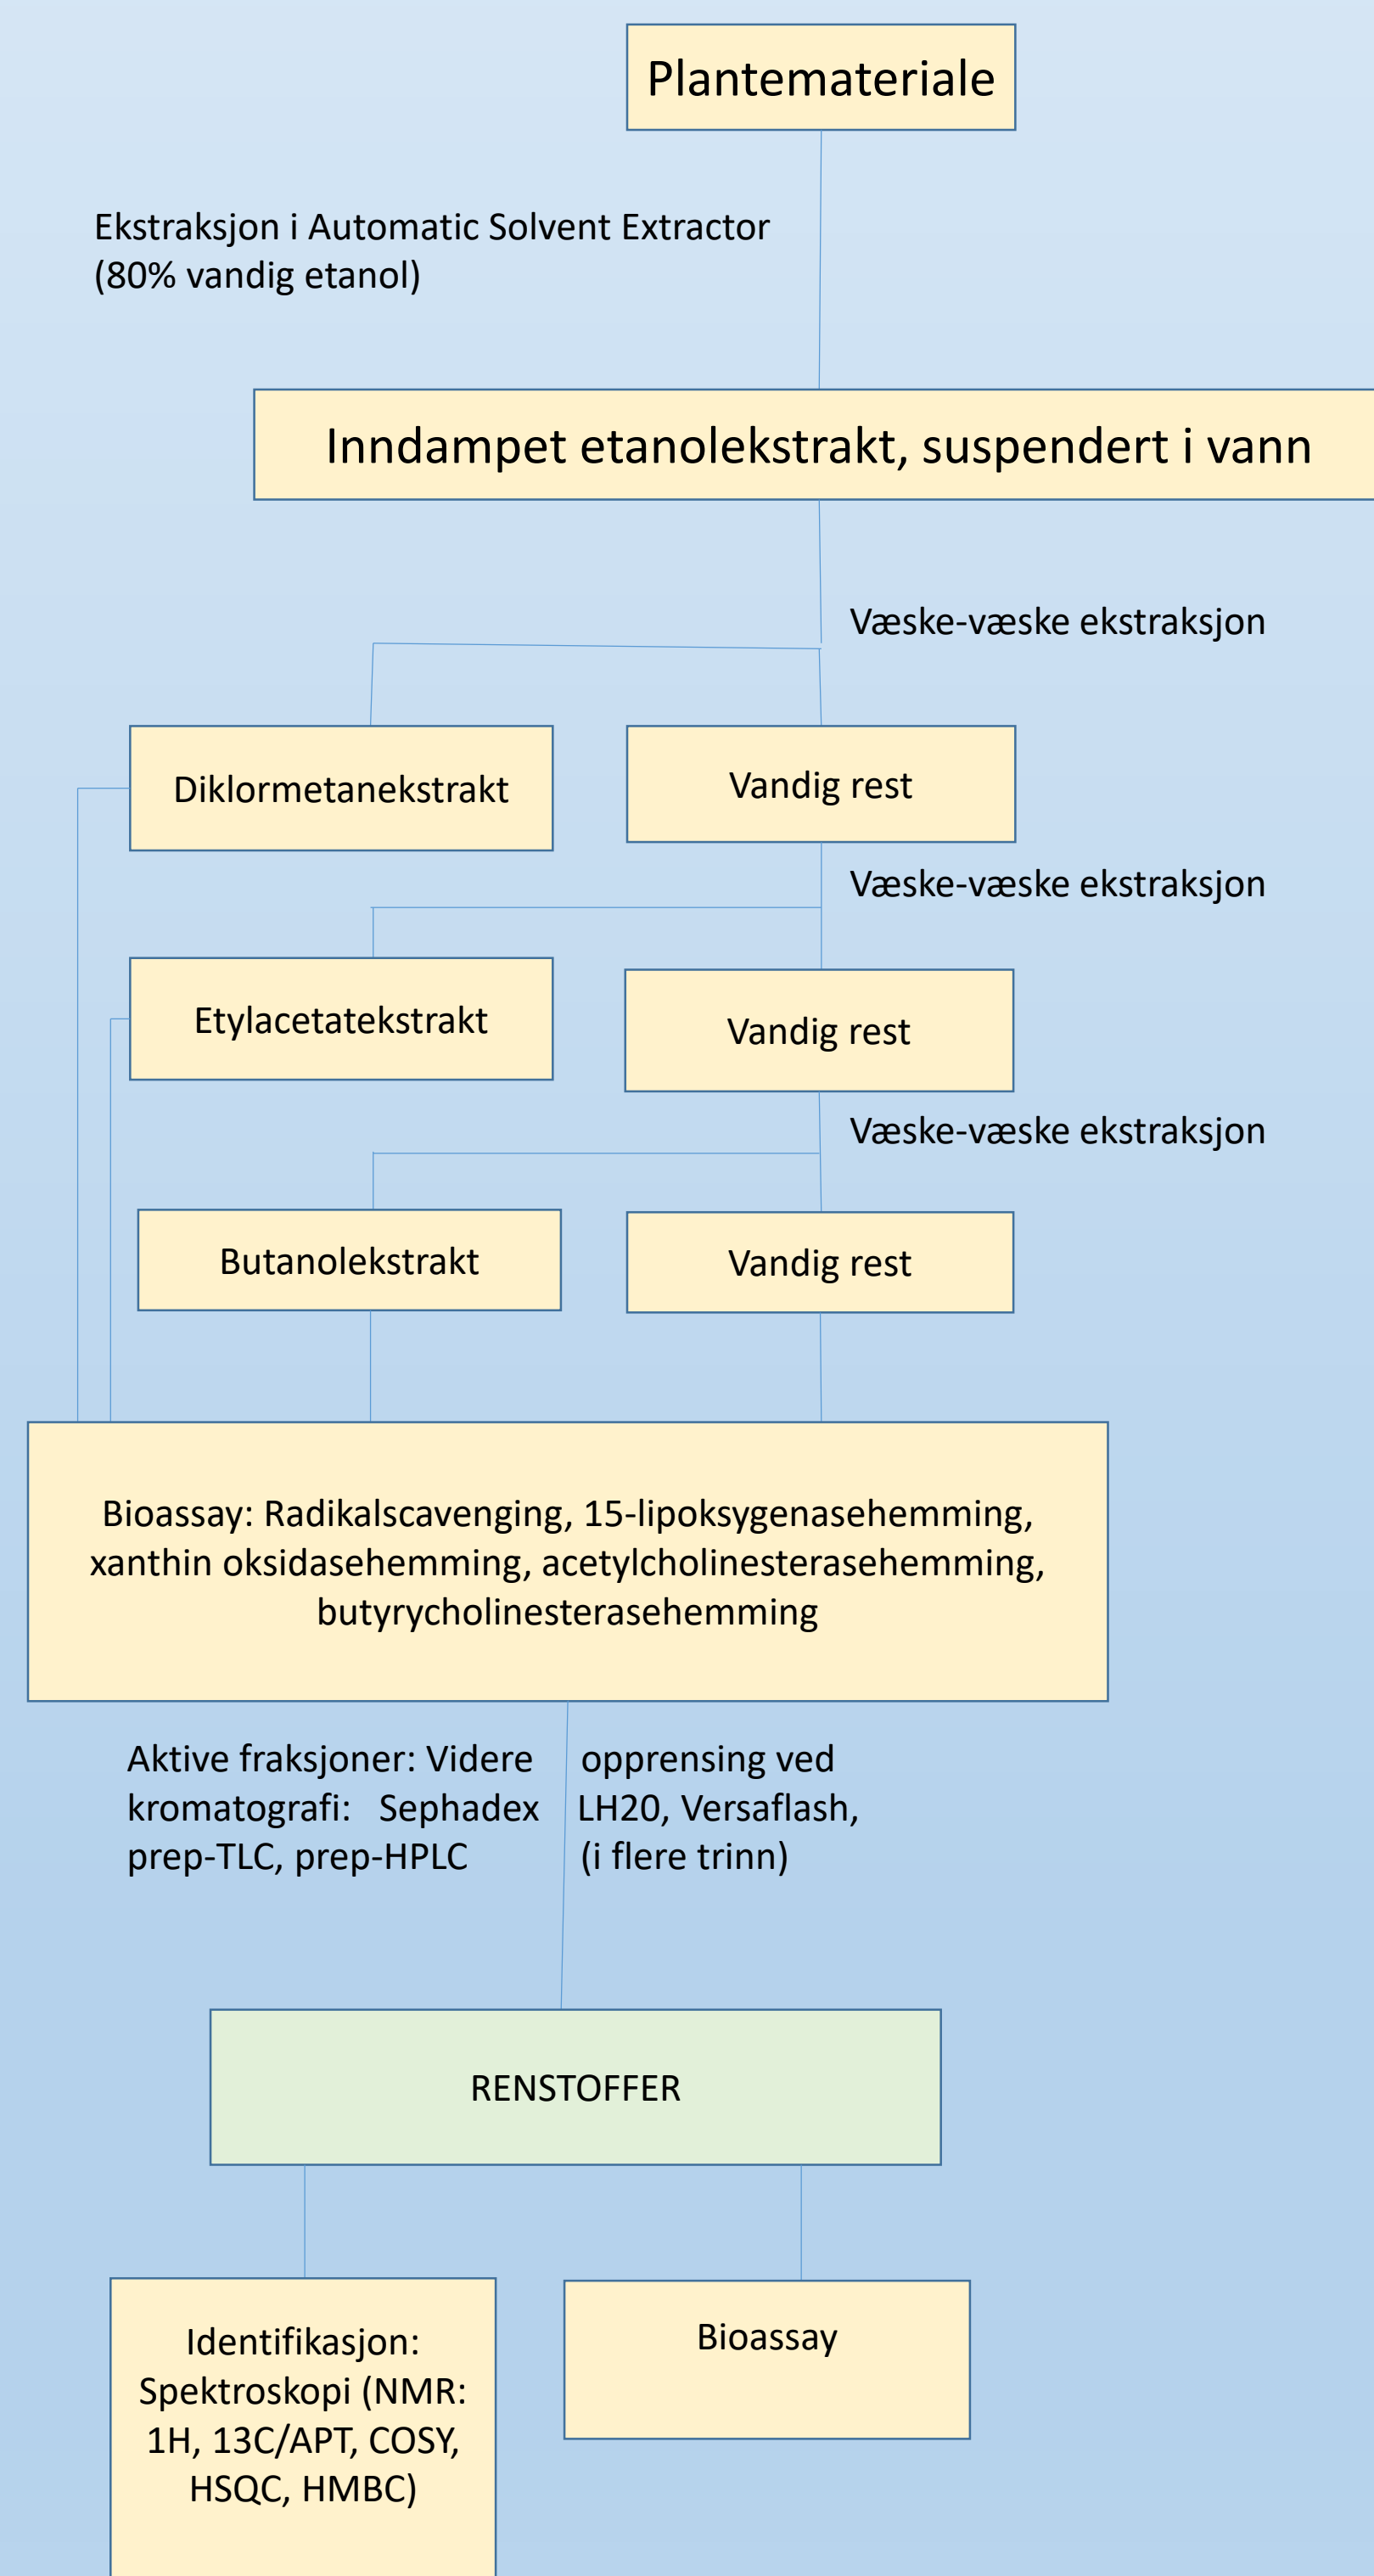 Plantemateriale
Ekstraksjon i Automatic Solvent Extractor
(80% vandig etanol)
Inndampet etanolekstrakt, suspendert i vann
Væske-væske ekstraksjon
Diklormetanekstrakt
Vandig rest
Væske-væske ekstraksjon
Etylacetatekstrakt
Vandig rest
Væske-væske ekstraksjon
Butanolekstrakt
Vandig rest
Bioassay: Radikalscavenging, 15-lipoksygenasehemming,
xanthin oksidasehemming, acetylcholinesterasehemming,
butyrycholinesterasehemming
Aktive fraksjoner: Videre opprensing ved
kromatografi: Sephadex LH20, Versaflash,
prep-TLC, prep-HPLC (i flere trinn)
RENSTOFFER
Identifikasjon:
Spektroskopi (NMR:
1H, 13C/APT, COSY,
HSQC, HMBC)
Bioassay